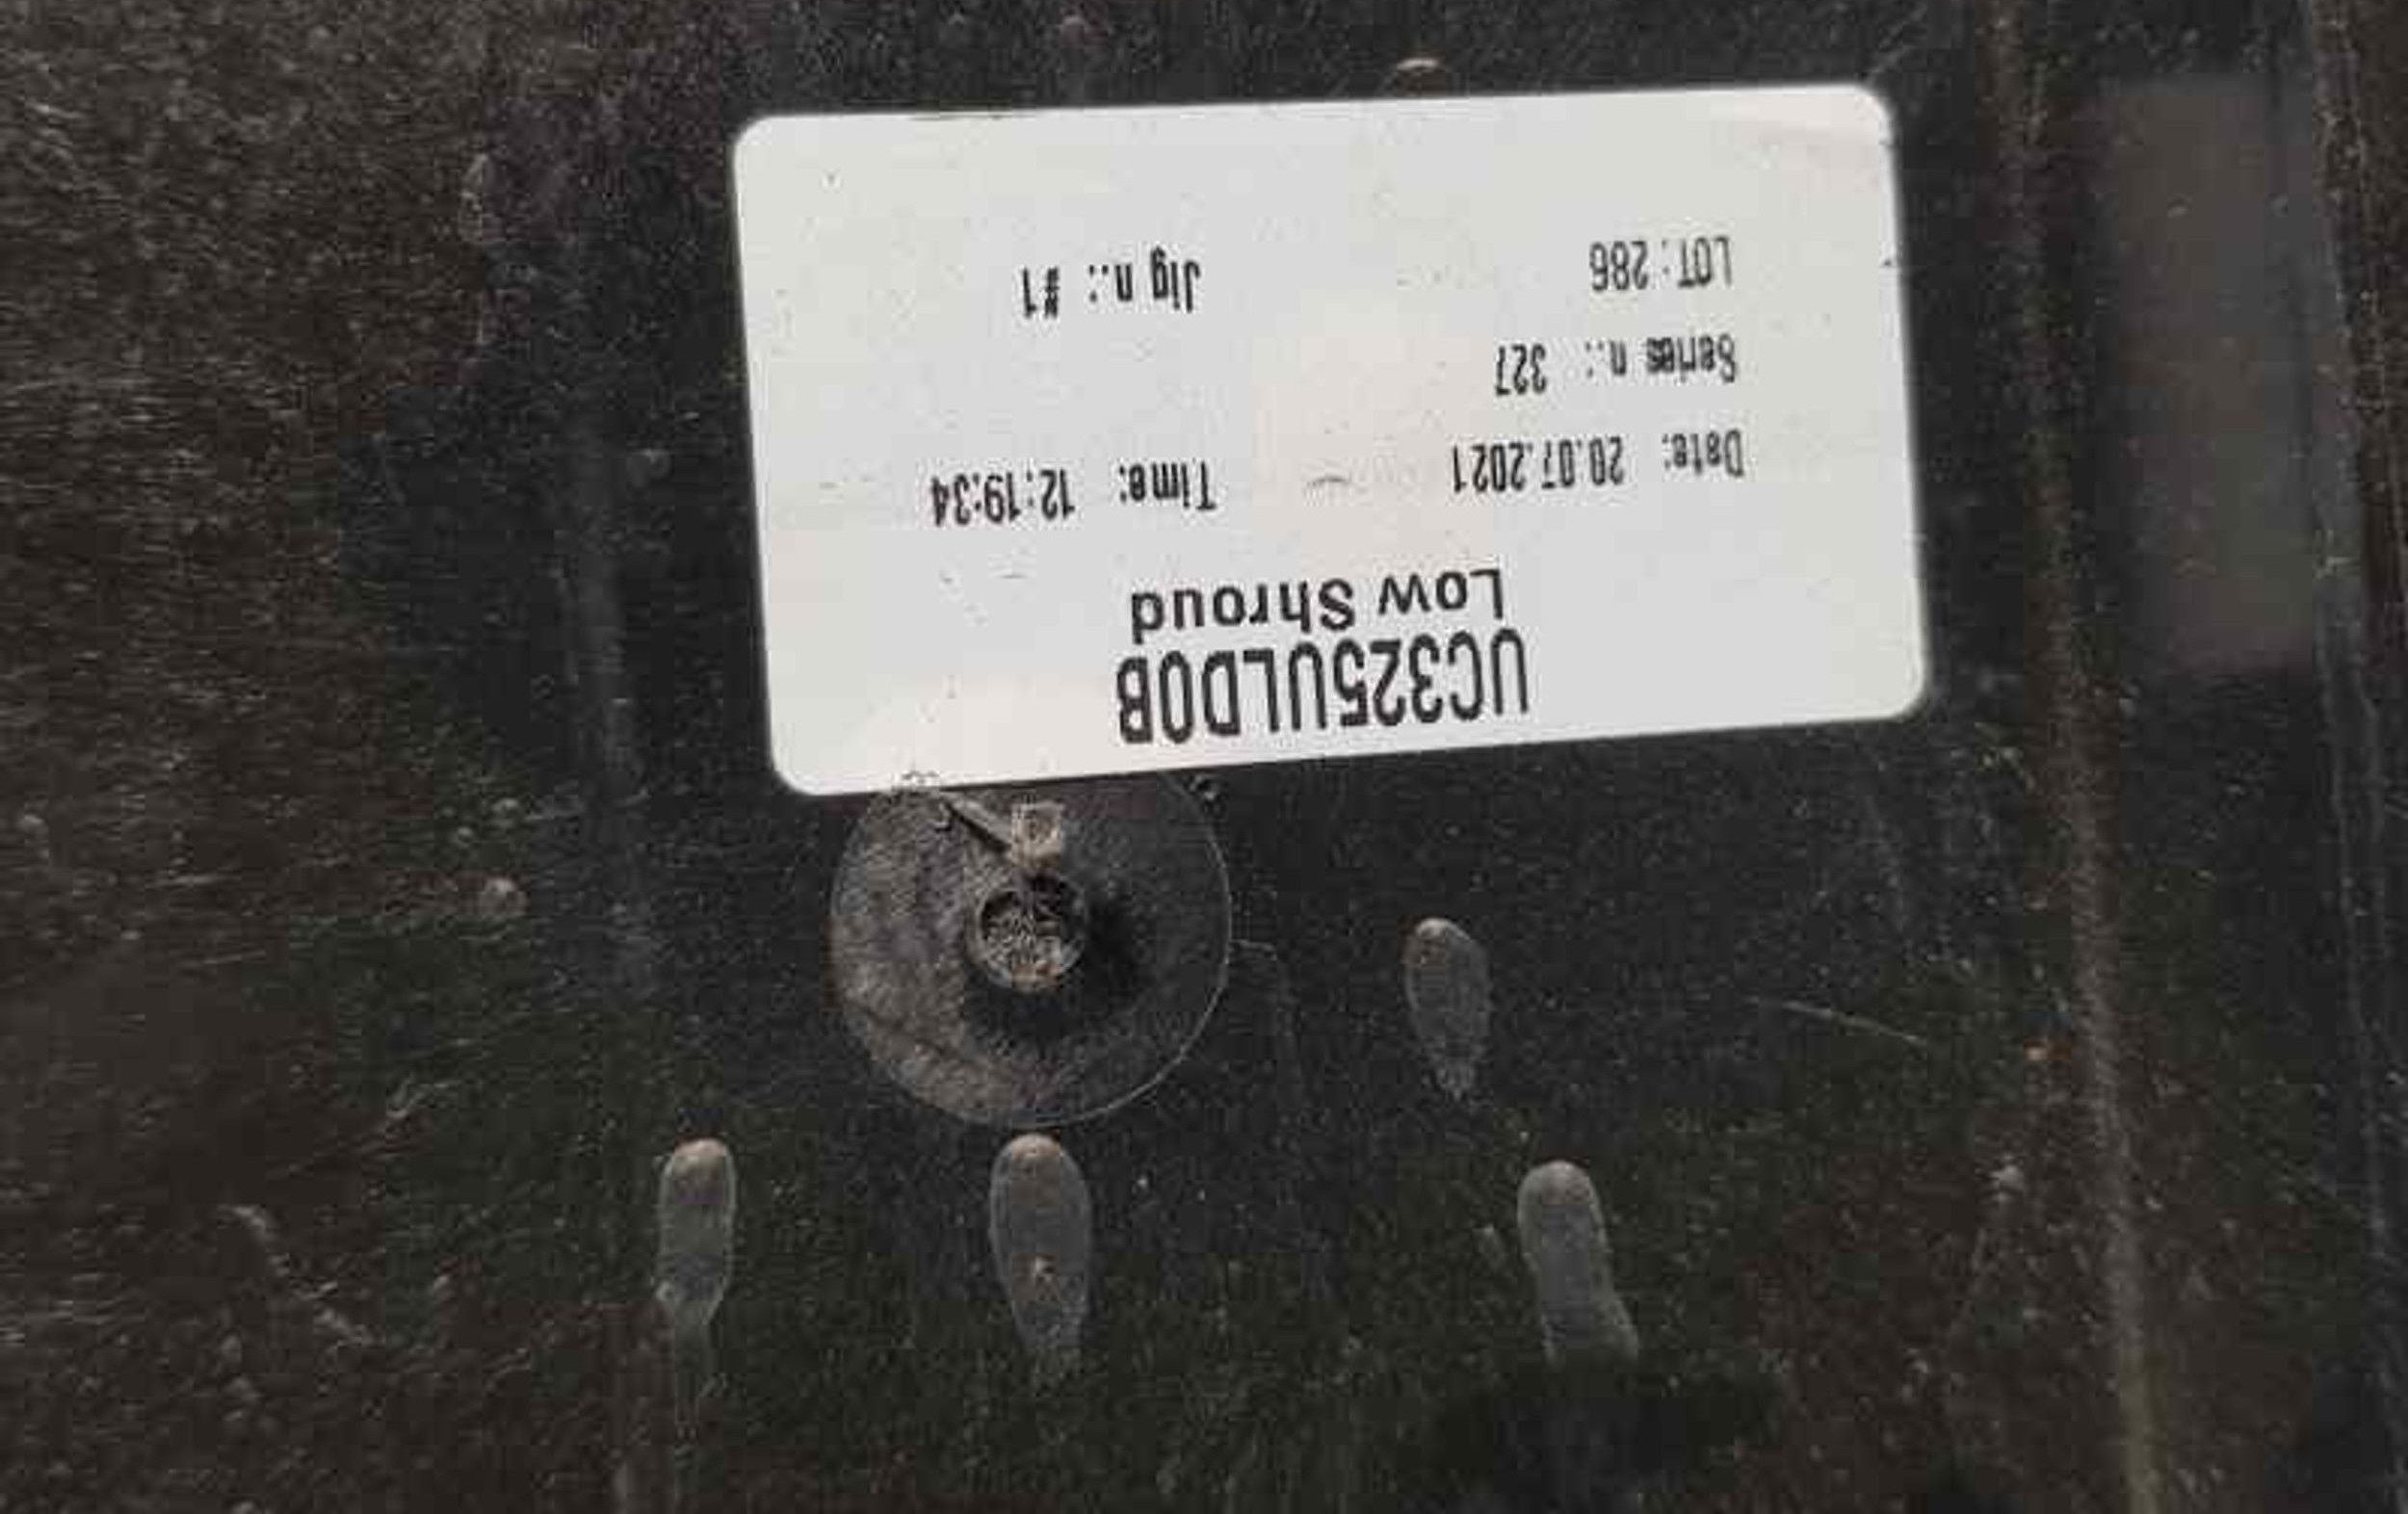 UC325ULD0B
Low Shroud
Date: 20.07.2021 Time: 12:19:34
Series n.: 327
LOT: 286 Jig n.: #1